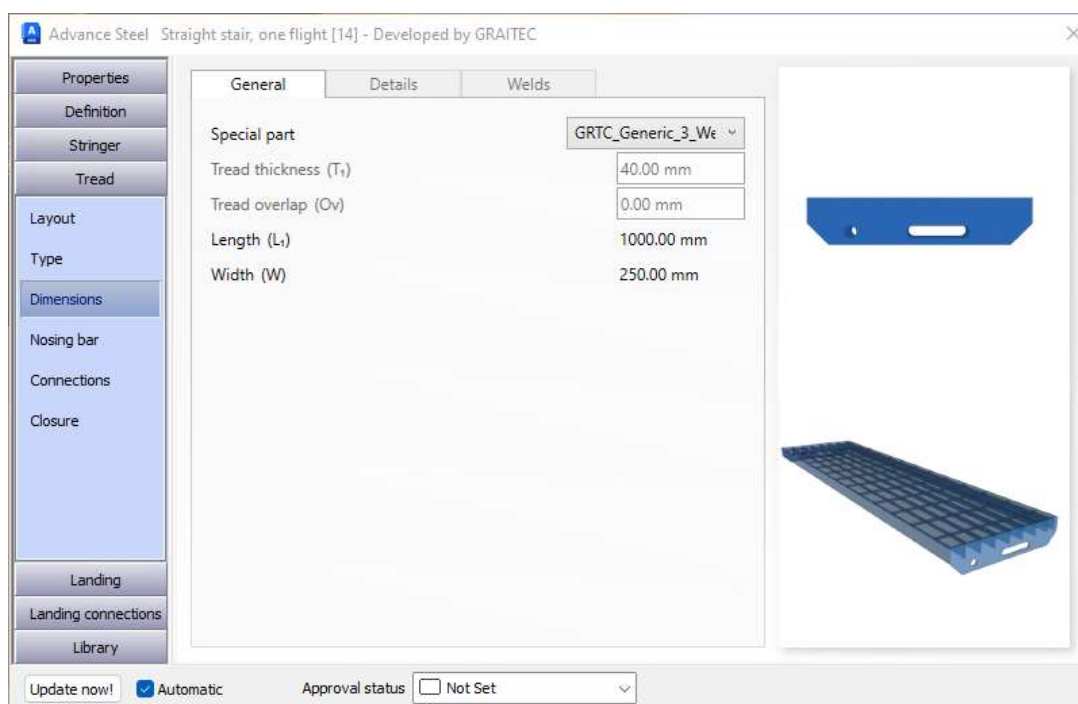 Advance Steel Straight stair, one flight [14] - Developed by GRAITEC
Properties
Definition
Stringer
Tread
Layout
Type
Dimensions
Nosing bar
Connections
Closure
Landing
Landing connections
Library
General Details Welds
Special part GRTC_Generic_3_We
Tread thickness (T₁) 40.00 mm
Tread overlap (Ov) 0.00 mm
Length (L₁) 1000.00 mm
Width (W) 250.00 mm
Update now! Automatic Approval status Not Set